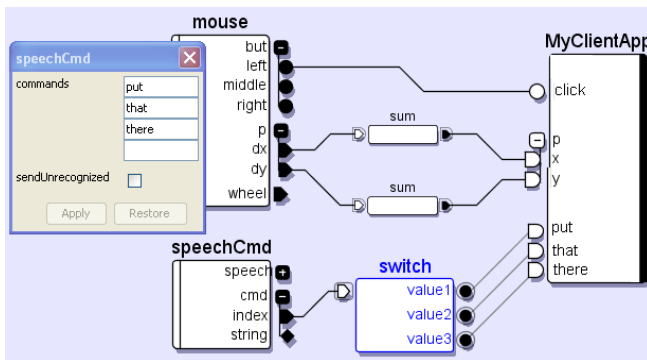 mouse
but
left
middle
right
p
dx
dy
wheel
speechCmd
commands
put
that
there
sendUnrecognized
Apply
Restore
sum
sum
MyClientApp
click
p
x
y
put
that
there
speechCmd
speech
cmd
index
string
switch
value1
value2
value3